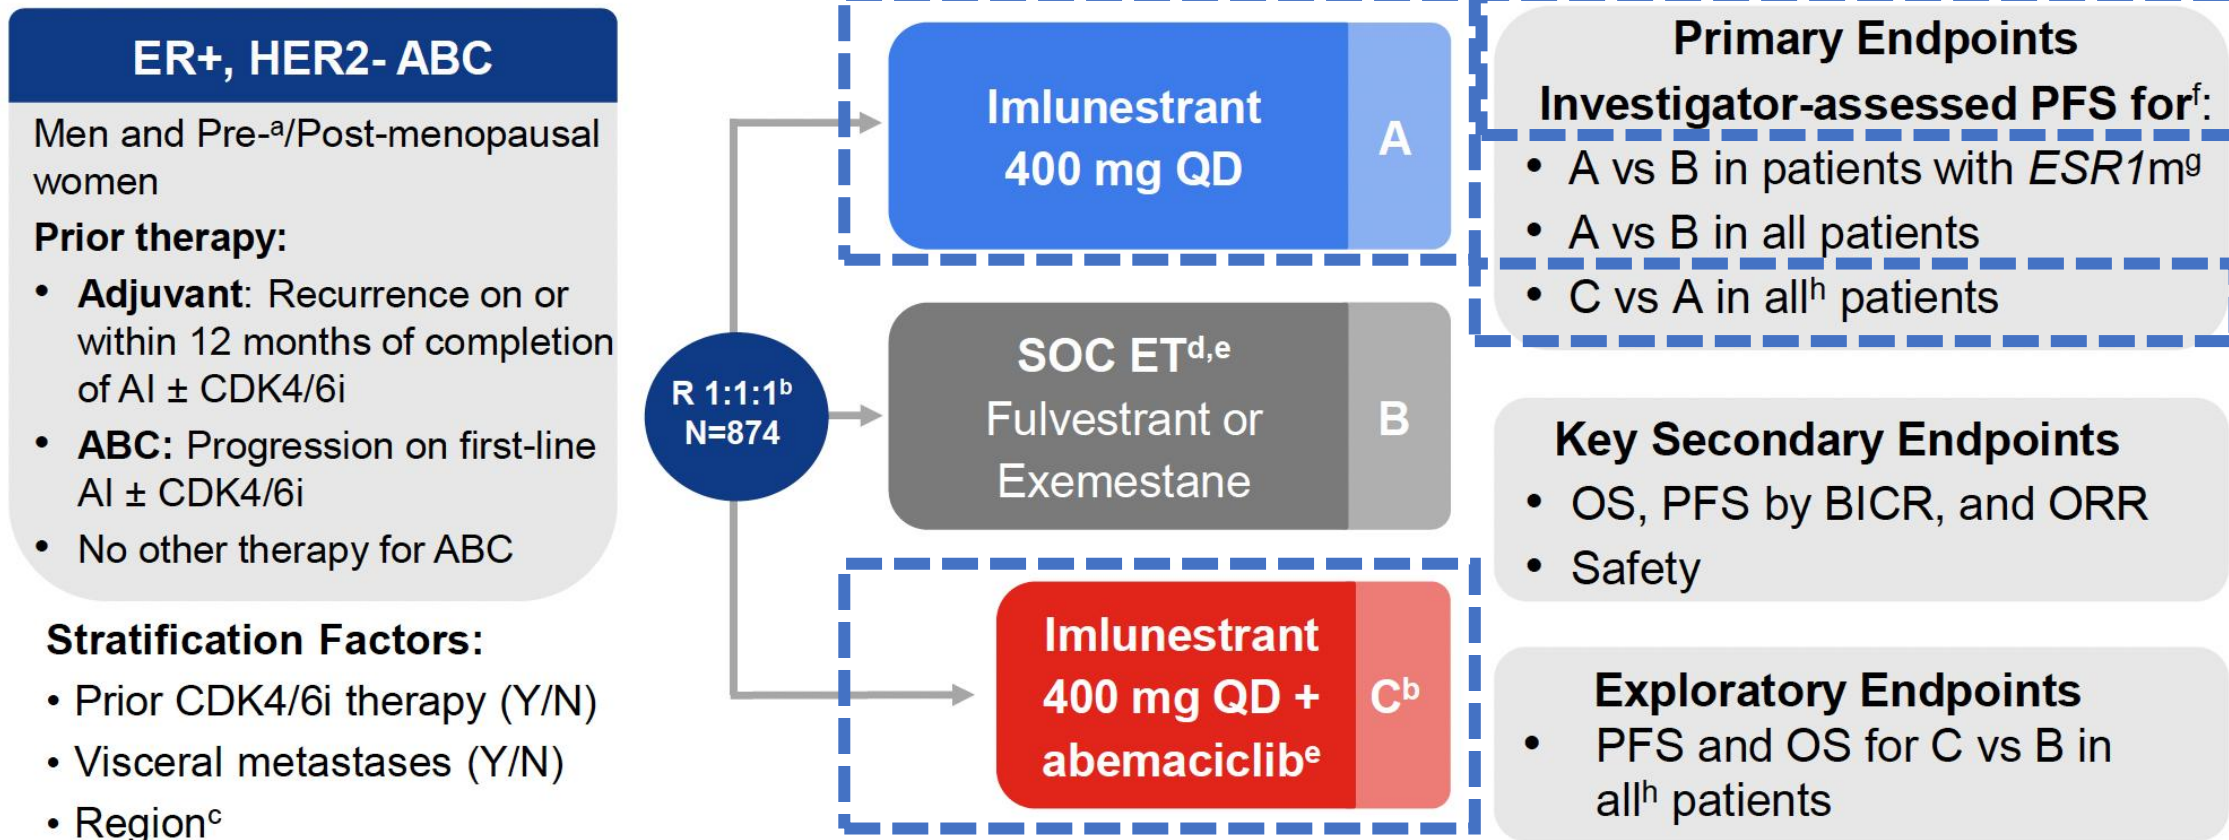 ER+, HER2- ABC
Men and Pre-ᵃ/Post-menopausal
women
Prior therapy:
• Adjuvant: Recurrence on or
within 12 months of completion
of AI ± CDK4/6i
• ABC: Progression on first-line
AI ± CDK4/6i
• No other therapy for ABC
Stratification Factors:
• Prior CDK4/6i therapy (Y/N)
• Visceral metastases (Y/N)
• Regionᶜ
R 1:1:1ᵇ
N=874
Imlunestrant
400 mg QD
A
SOC ETᵈ,ᵉ
Fulvestrant or
Exemestane
B
Imlunestrant
400 mg QD +
abemaciclibᵉ
Cᵇ
Primary Endpoints
Investigator-assessed PFS forᶠ:
• A vs B in patients with ESR1mᵍ
• A vs B in all patients
• C vs A in allʰ patients
Key Secondary Endpoints
• OS, PFS by BICR, and ORR
• Safety
Exploratory Endpoints
• PFS and OS for C vs B in
allʰ patients